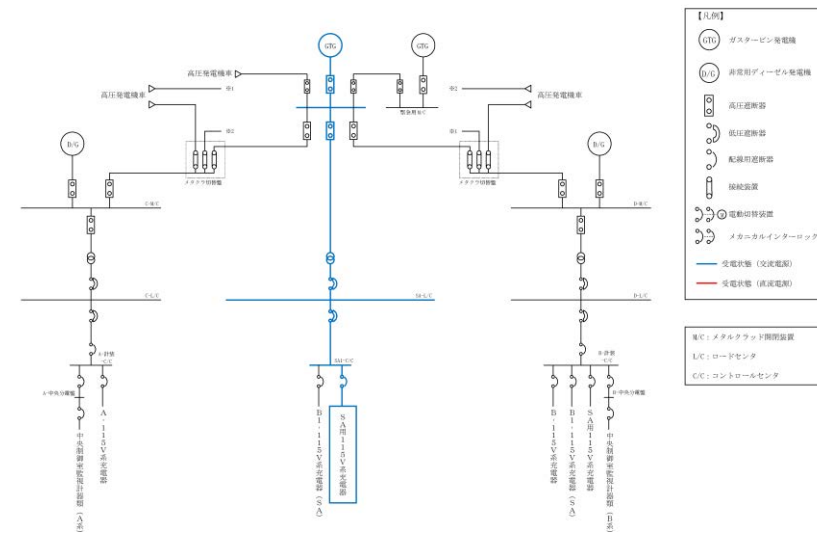 GTG
GTG
高圧発電機車
※1
高圧発電機車
※2
緊急用M/C
※2
高圧発電機車
※1
D/G
メタクラ切替盤
メタクラ切替盤
D/G
C-M/C
D-M/C
C-L/C
SA-L/C
D-L/C
A-計装
-C/C
A-中央分離盤
中央制御室監視計器類(A系)
A-115V系充電器
SA1-C/C
B1-115V系充電器(SA)
SA用115V系充電器
B-計装
-C/C
B-中央分離盤
B-115V系充電器
B1-115V系充電器(SA)
SA用115V系充電器
中央制御室監視計器類(B系)
【凡例】
GTG ガスタービン発電機
D/G 非常用ディーゼル発電機
高圧遮断器
低圧遮断器
配線用遮断器
接続装置
電動切替装置
メカニカルインターロック
受電状態(交流電源)
受電状態(直流電源)
M/C:メタルクラッド開閉装置
L/C:ロードセンタ
C/C:コントロールセンタ